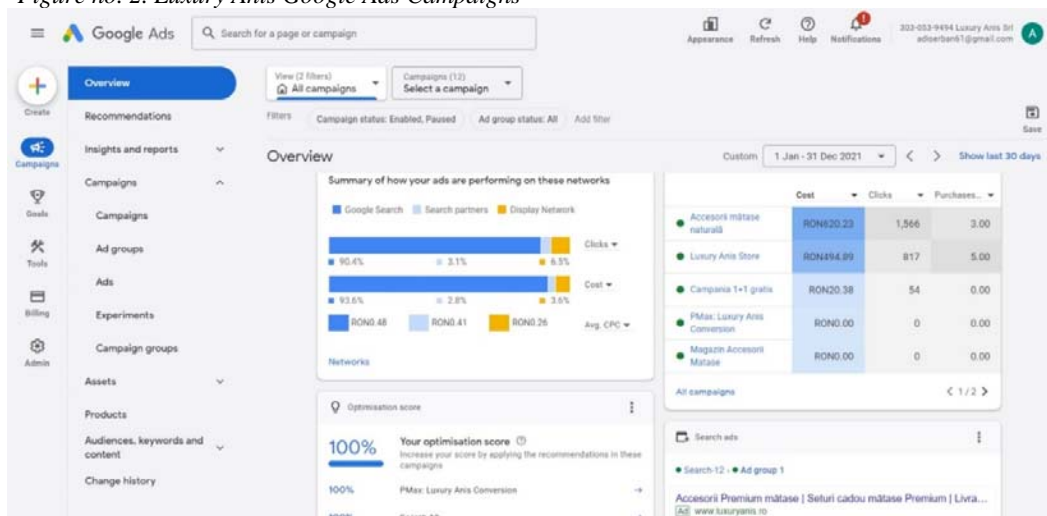 Figure no. 2. Luxury Anis Google Ads Campaigns
Google Ads
Search for a page or campaign
Appearance
Refresh
Help
Notifications
303-053-9494 Luxury Anis Srl
adserban61@gmail.com
A
Create
Campaigns
Goals
Tools
Billing
Admin
Overview
Recommendations
Insights and reports
Campaigns
Campaigns
Ad groups
Ads
Experiments
Campaign groups
Assets
Products
Audiences, keywords and
content
Change history
View (2 filters)
All campaigns
Campaigns (12)
Select a campaign
Filters
Campaign status: Enabled, Paused
Ad group status: All
Add filter
Save
Overview
Custom
1 Jan - 31 Dec 2021
Show last 30 days
Summary of how your ads are performing on these networks
Google Search
Search partners
Display Network
Clicks
90.4%
3.1%
6.5%
Cost
93.6%
2.8%
3.6%
RON0.48
RON0.41
RON0.26
Avg. CPC
Networks
Optimisation score
100%
Your optimisation score
Increase your score by applying the recommendations in these
campaigns
100%
PMax: Luxury Anis Conversion
Cost
Clicks
Purchases...
Accesorii mătase
naturală
RON820.23
1,566
3.00
Luxury Anis Store
RON494.89
817
5.00
Campania 1+1 gratis
RON20.38
54
0.00
PMax: Luxury Anis
Conversion
RON0.00
0
0.00
Magazin Accesorii
Matase
RON0.00
0
0.00
All campaigns
1 / 2
Search ads
Search-12 › Ad group 1
Accesorii Premium mătase | Seturi cadou mătase Premium | Livra...
Ad www.luxuryanis.ro